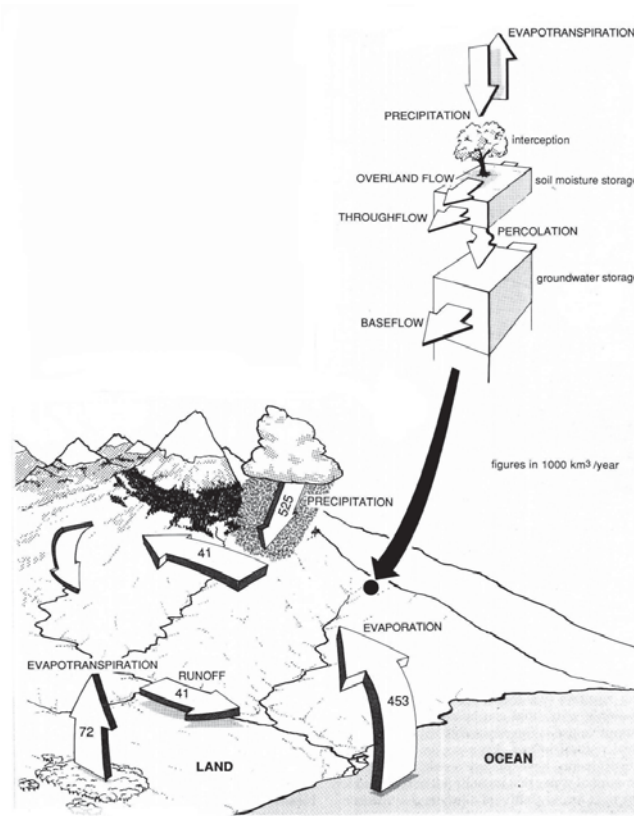 EVAPOTRANSPIRATION
PRECIPITATION
interception
OVERLAND FLOW
soil moisture storage
THROUGHFLOW
PERCOLATION
groundwater storage
BASEFLOW
figures in 1000 km³/year
525
PRECIPITATION
41
EVAPORATION
EVAPOTRANSPIRATION
RUNOFF
41
453
72
LAND
OCEAN